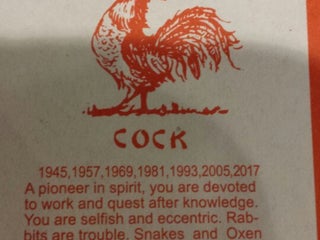 COCK
1945,1957,1969,1981,1993,2005,2017
A pioneer in spirit, you are devoted
to work and quest after knowledge.
You are selfish and eccentric. Rab-
bits are trouble. Snakes and Oxen